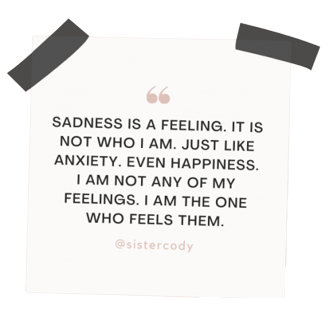 ❝
SADNESS IS A FEELING. IT IS
NOT WHO I AM. JUST LIKE
ANXIETY. EVEN HAPPINESS.
I AM NOT ANY OF MY
FEELINGS. I AM THE ONE
WHO FEELS THEM.
@sistercody